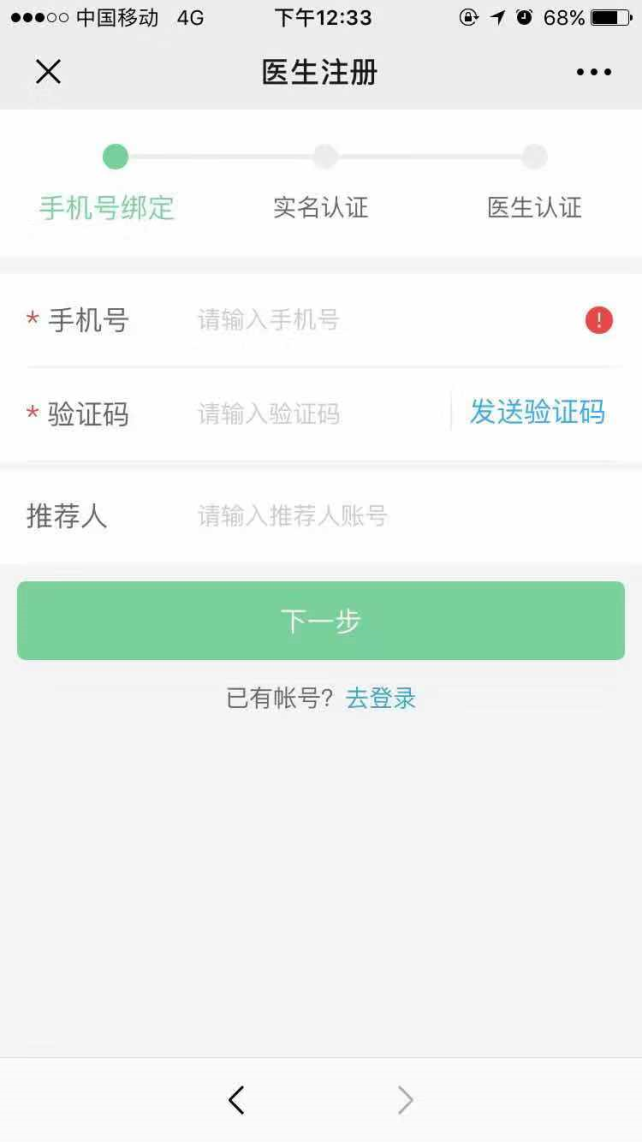 中国移动 4G 下午12:33 68%
医生注册
手机号绑定 实名认证 医生认证
* 手机号 请输入手机号
* 验证码 请输入验证码 发送验证码
推荐人 请输入推荐人账号
下一步
已有帐号? 去登录